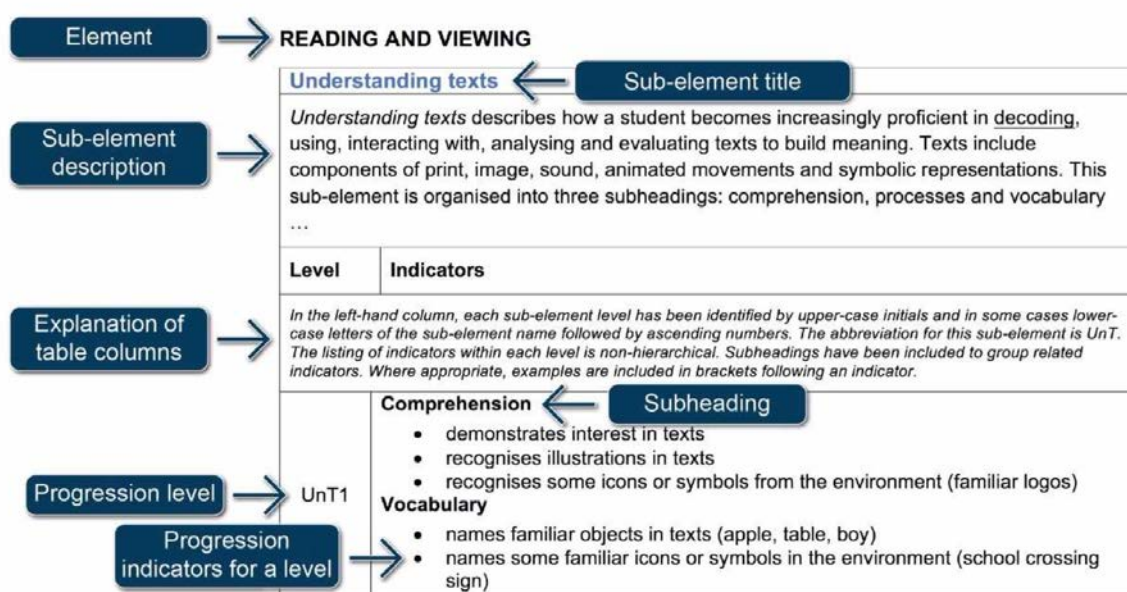 Element
READING AND VIEWING
Understanding texts
Sub-element title
Sub-element
description
Understanding texts describes how a student becomes increasingly proficient in decoding,
using, interacting with, analysing and evaluating texts to build meaning. Texts include
components of print, image, sound, animated movements and symbolic representations. This
sub-element is organised into three subheadings: comprehension, processes and vocabulary
...
Level Indicators
Explanation of
table columns
In the left-hand column, each sub-element level has been identified by upper-case initials and in some cases lower-
case letters of the sub-element name followed by ascending numbers. The abbreviation for this sub-element is UnT.
The listing of indicators within each level is non-hierarchical. Subheadings have been included to group related
indicators. Where appropriate, examples are included in brackets following an indicator.
Comprehension
Subheading
• demonstrates interest in texts
• recognises illustrations in texts
• recognises some icons or symbols from the environment (familiar logos)
Progression level
UnT1
Vocabulary
Progression
indicators for a level
• names familiar objects in texts (apple, table, boy)
• names some familiar icons or symbols in the environment (school crossing
sign)